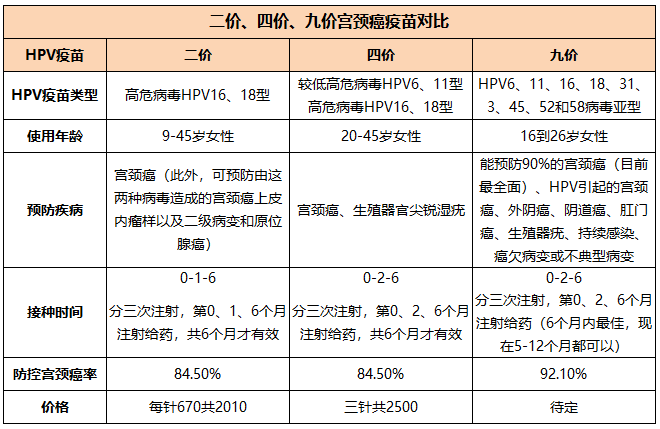 二价、四价、九价宫颈癌疫苗对比
HPV疫苗
二价
四价
九价
HPV疫苗类型
高危病毒HPV16、18型
较低高危病毒HPV6、11型
高危病毒HPV16、18型
HPV6、11、16、18、31、
3、45、52和58病毒亚型
使用年龄
9-45岁女性
20-45岁女性
16到26岁女性
预防疾病
宫颈癌（此外，可预防由这
两种病毒造成的宫颈癌上皮
内瘤样以及二级病变和原位
腺癌）
宫颈癌、生殖器官尖锐湿疣
能预防90%的宫颈癌（目前
最全面）、HPV引起的宫颈
癌、外阴癌、阴道癌、肛门
癌、生殖器疣、持续感染、
癌欠病变或不典型病变
接种时间
0-1-6
分三次注射，第0、1、6个月
注射给药，共6个月才有效
0-2-6
分三次注射，第0、2、6个月
注射给药，共6个月才有效
0-2-6
分三次注射，第0、2、6个月
注射给药（6个月内最佳，现
在5-12个月都可以）
防控宫颈癌率
84.50%
84.50%
92.10%
价格
每针670共2010
三针共2500
待定